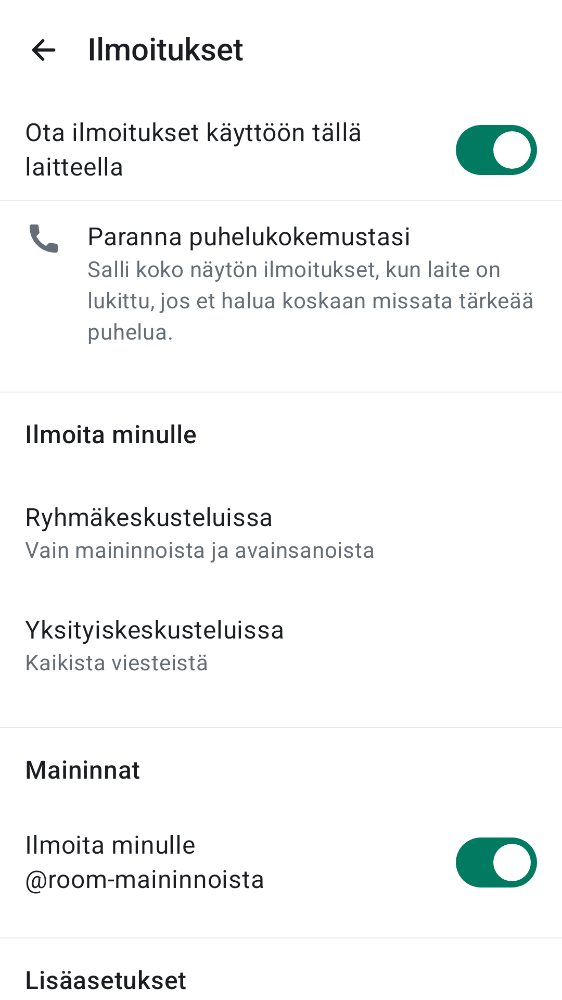 Ilmoitukset
Ota ilmoitukset käyttöön tällä
laitteella
Paranna puhelukokemustasi
Salli koko näytön ilmoitukset, kun laite on
lukittu, jos et halua koskaan missata tärkeää
puhelua.
Ilmoita minulle
Ryhmäkeskusteluissa
Vain maininnoista ja avainsanoista
Yksityiskeskusteluissa
Kaikista viesteistä
Maininnat
Ilmoita minulle
@room-maininnoista
Lisäasetukset